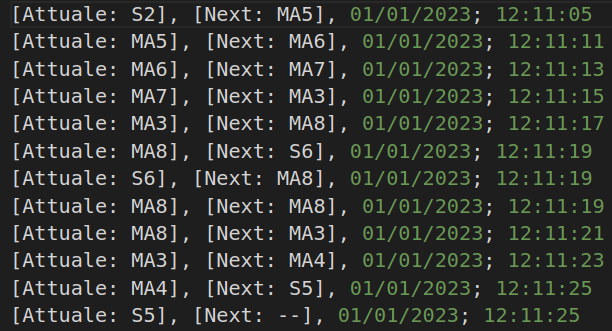 [Attuale: S2], [Next: MA5], 01/01/2023; 12:11:05
[Attuale: MA5], [Next: MA6], 01/01/2023; 12:11:11
[Attuale: MA6], [Next: MA7], 01/01/2023; 12:11:13
[Attuale: MA7], [Next: MA3], 01/01/2023; 12:11:15
[Attuale: MA3], [Next: MA8], 01/01/2023; 12:11:17
[Attuale: MA8], [Next: S6], 01/01/2023; 12:11:19
[Attuale: S6], [Next: MA8], 01/01/2023; 12:11:19
[Attuale: MA8], [Next: MA8], 01/01/2023; 12:11:19
[Attuale: MA8], [Next: MA3], 01/01/2023; 12:11:21
[Attuale: MA3], [Next: MA4], 01/01/2023; 12:11:23
[Attuale: MA4], [Next: S5], 01/01/2023; 12:11:25
[Attuale: S5], [Next: --], 01/01/2023; 12:11:25